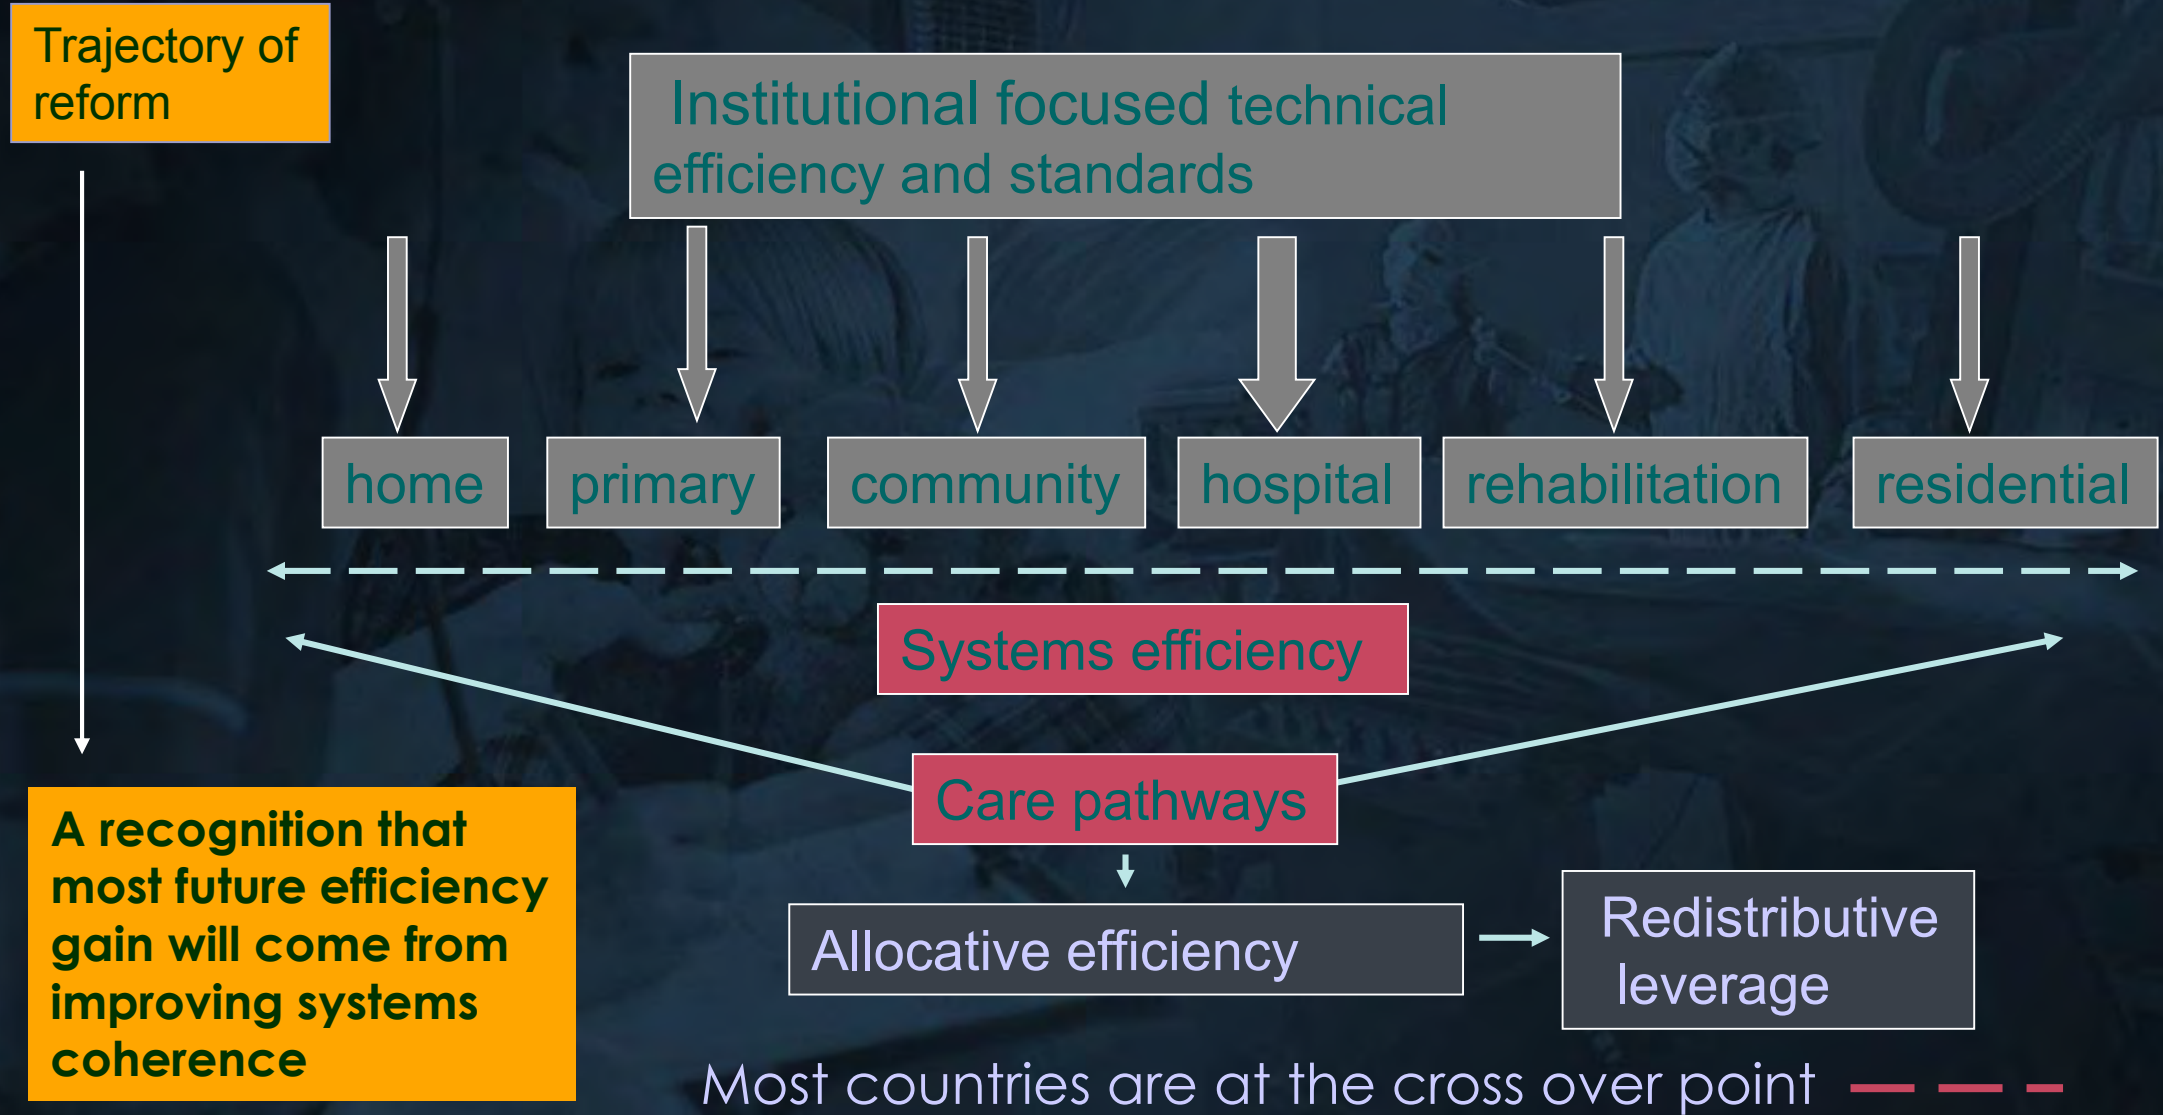 Trajectory of
reform
Institutional focused technical
efficiency and standards
home
primary
community
hospital
rehabilitation
residential
Systems efficiency
Care pathways
A recognition that
most future efficiency
gain will come from
improving systems
coherence
Allocative efficiency
Redistributive
leverage
Most countries are at the cross over point